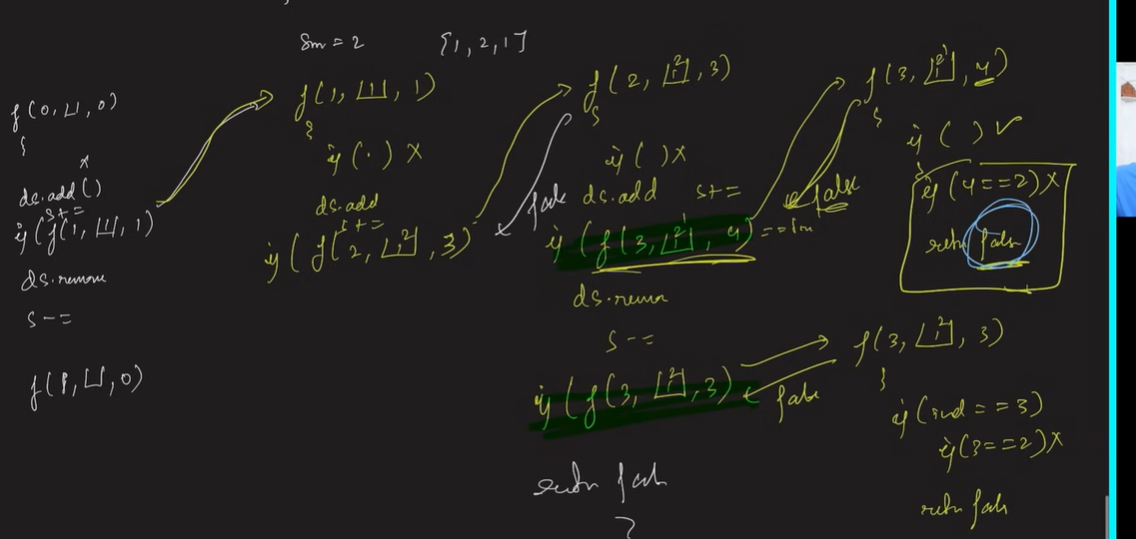 Sm = 2 [1, 2, 1]
f(0, ⊔, 0)
{
ds.add()
s+=
if (f(1, 1, 1)
ds.remove
s-=
f(1, ⊔, 0)
f(1, 1, 1)
{
if (.) x
ds.add
s+=
if (f(2, 1 2, 3)
f(2, 1 2, 3)
{
if ( ) x
false
ds.add s+=
if (f(3, 1 2 1, 4) ==
ds.remov
s-=
if (f(3, 1 2, 3)
false
return false
}
f(3, 1 2 1, 4)
{
if ( ) ✓
{
if (4==2) x
return false
false
f(3, 1 2, 3)
{
if (ind == 3)
if (3==2) x
return false